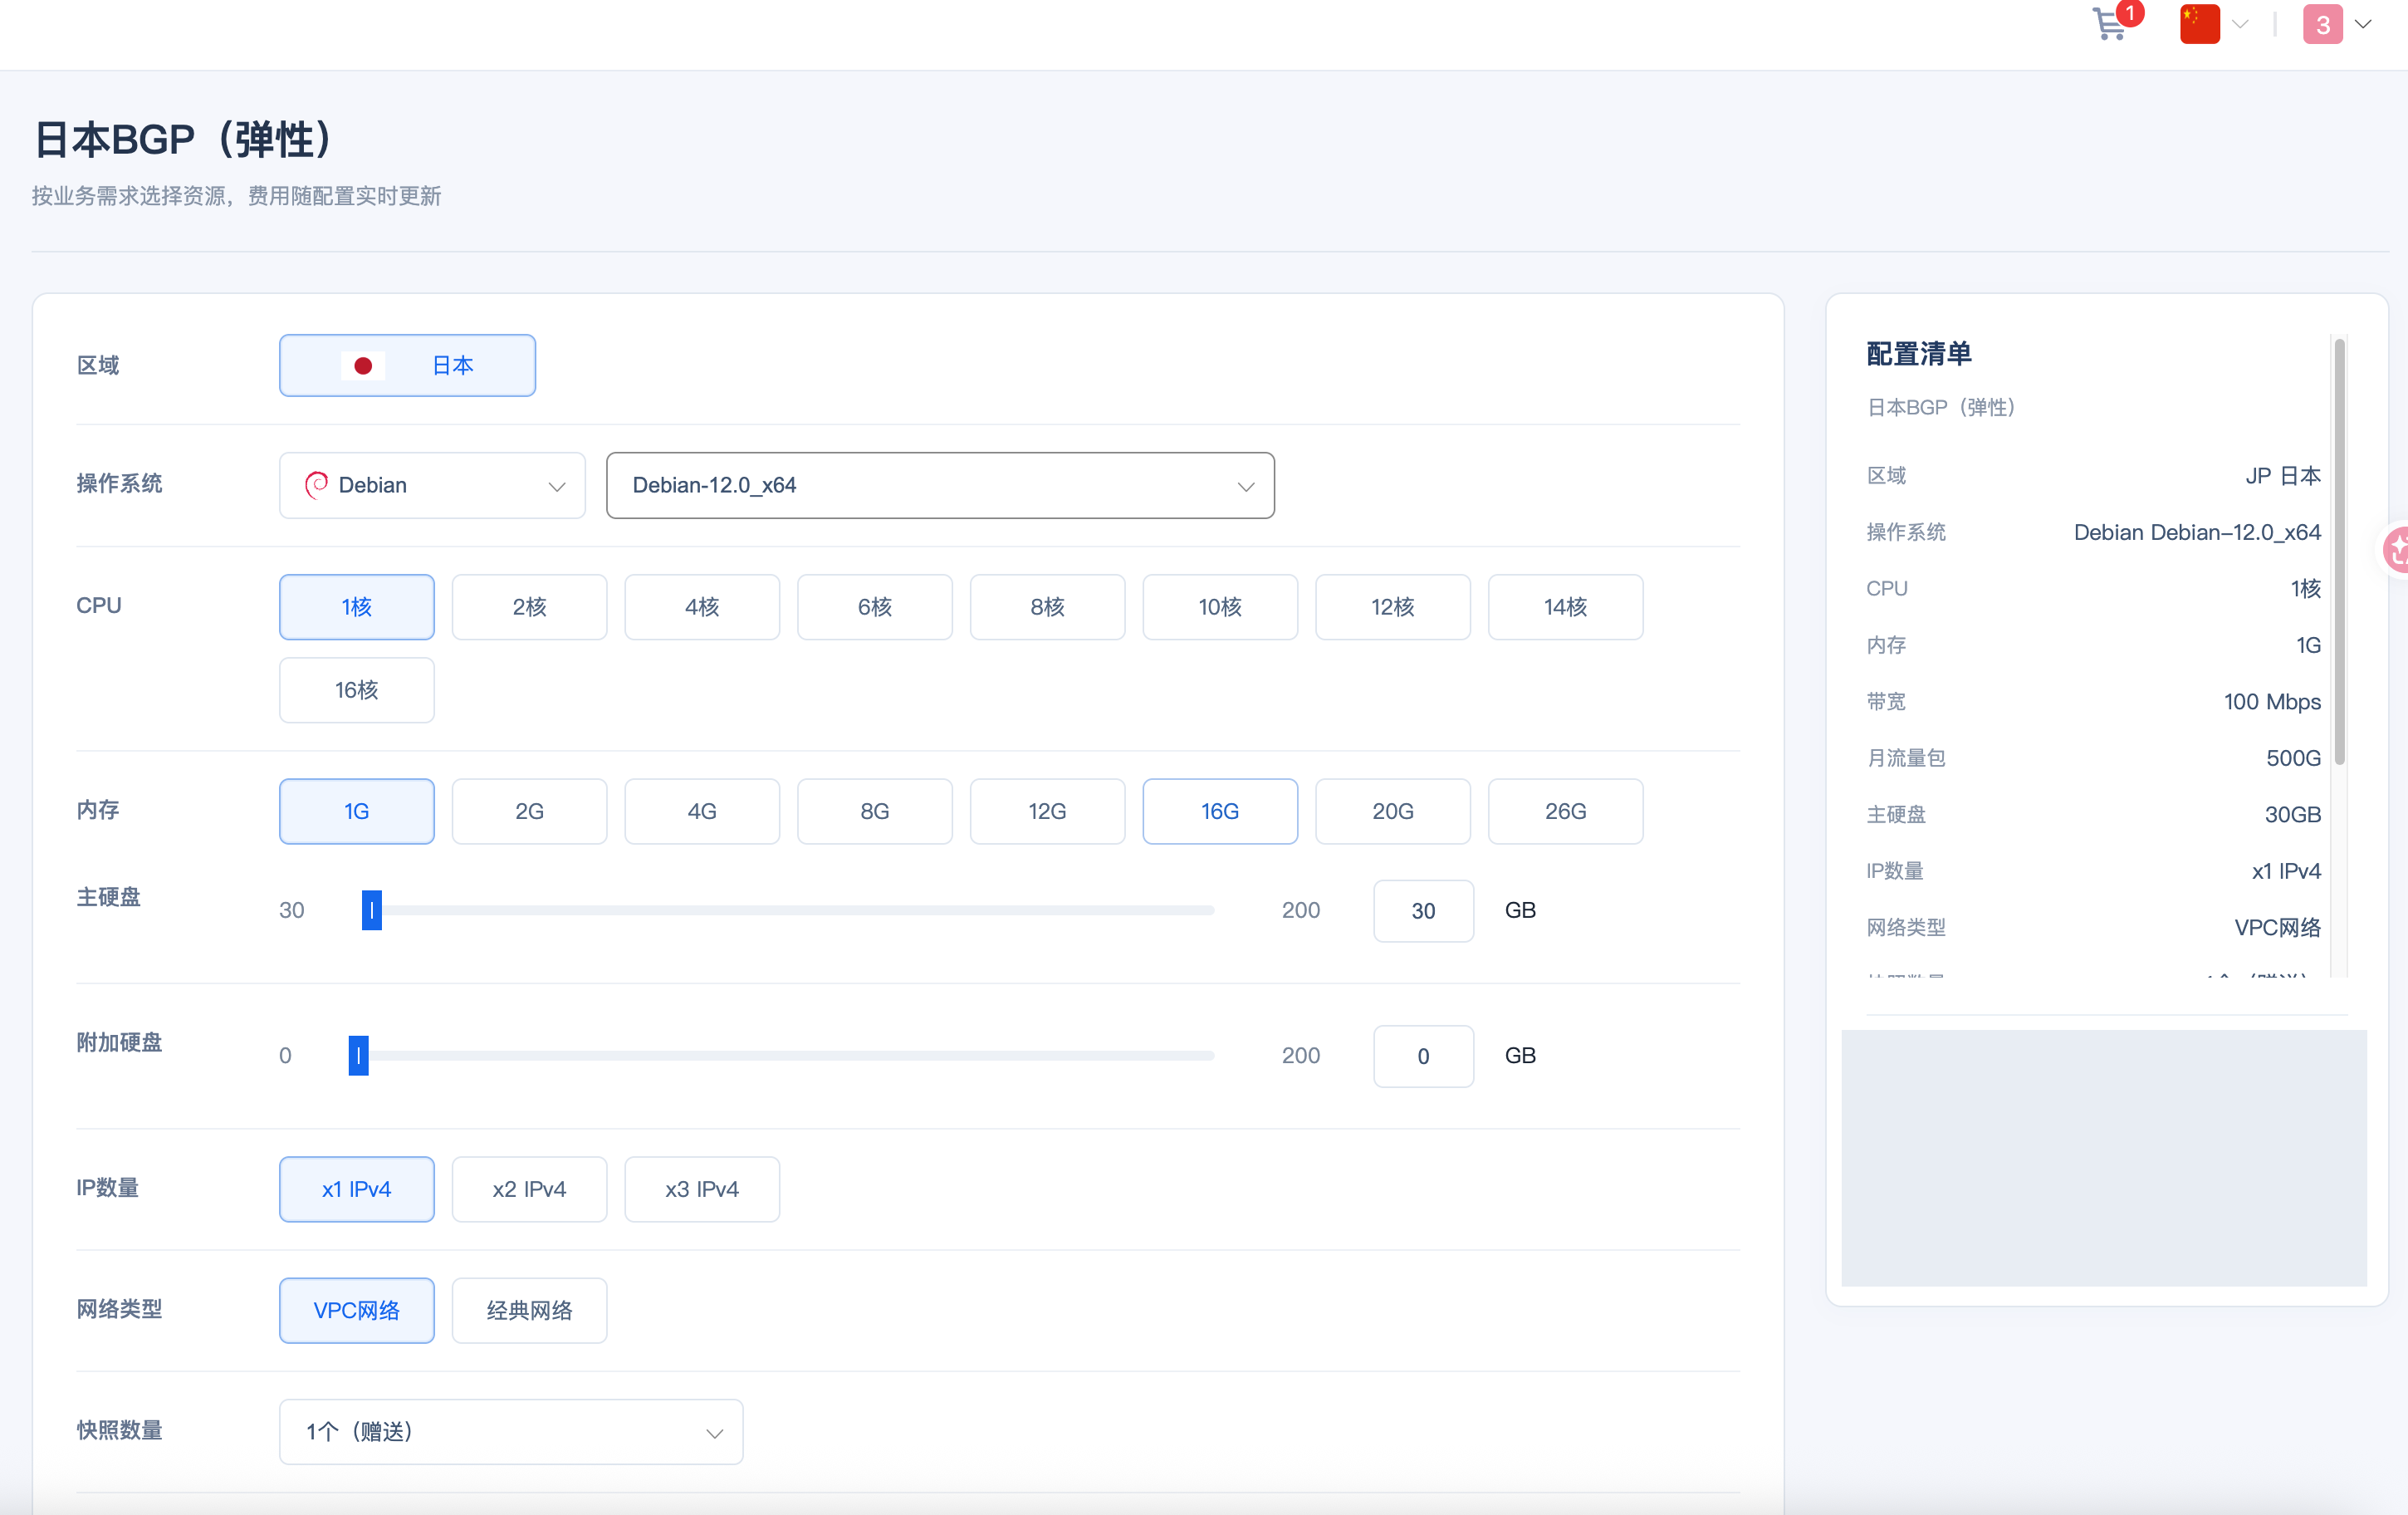 1
3
日本BGP（弹性）
按业务需求选择资源，费用随配置实时更新
区域
日本
操作系统
Debian
Debian-12.0_x64
CPU
1核
2核
4核
6核
8核
10核
12核
14核
16核
内存
1G
2G
4G
8G
12G
16G
20G
26G
主硬盘
30
200
30
GB
附加硬盘
0
200
0
GB
IP数量
x1 IPv4
x2 IPv4
x3 IPv4
网络类型
VPC网络
经典网络
快照数量
1个（赠送）
配置清单
日本BGP（弹性）
区域
JP 日本
操作系统
Debian Debian-12.0_x64
CPU
1核
内存
1G
带宽
100 Mbps
月流量包
500G
主硬盘
30GB
IP数量
x1 IPv4
网络类型
VPC网络